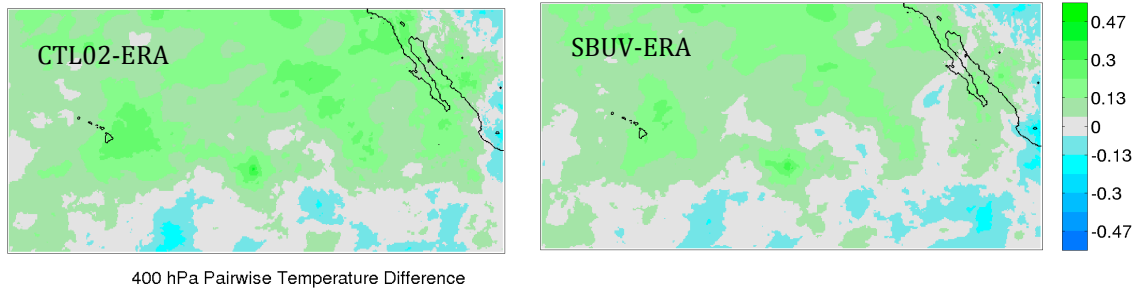 CTL02-ERA
SBUV-ERA
0.47
0.3
0.13
0
-0.13
-0.3
-0.47
400 hPa Pairwise Temperature Difference